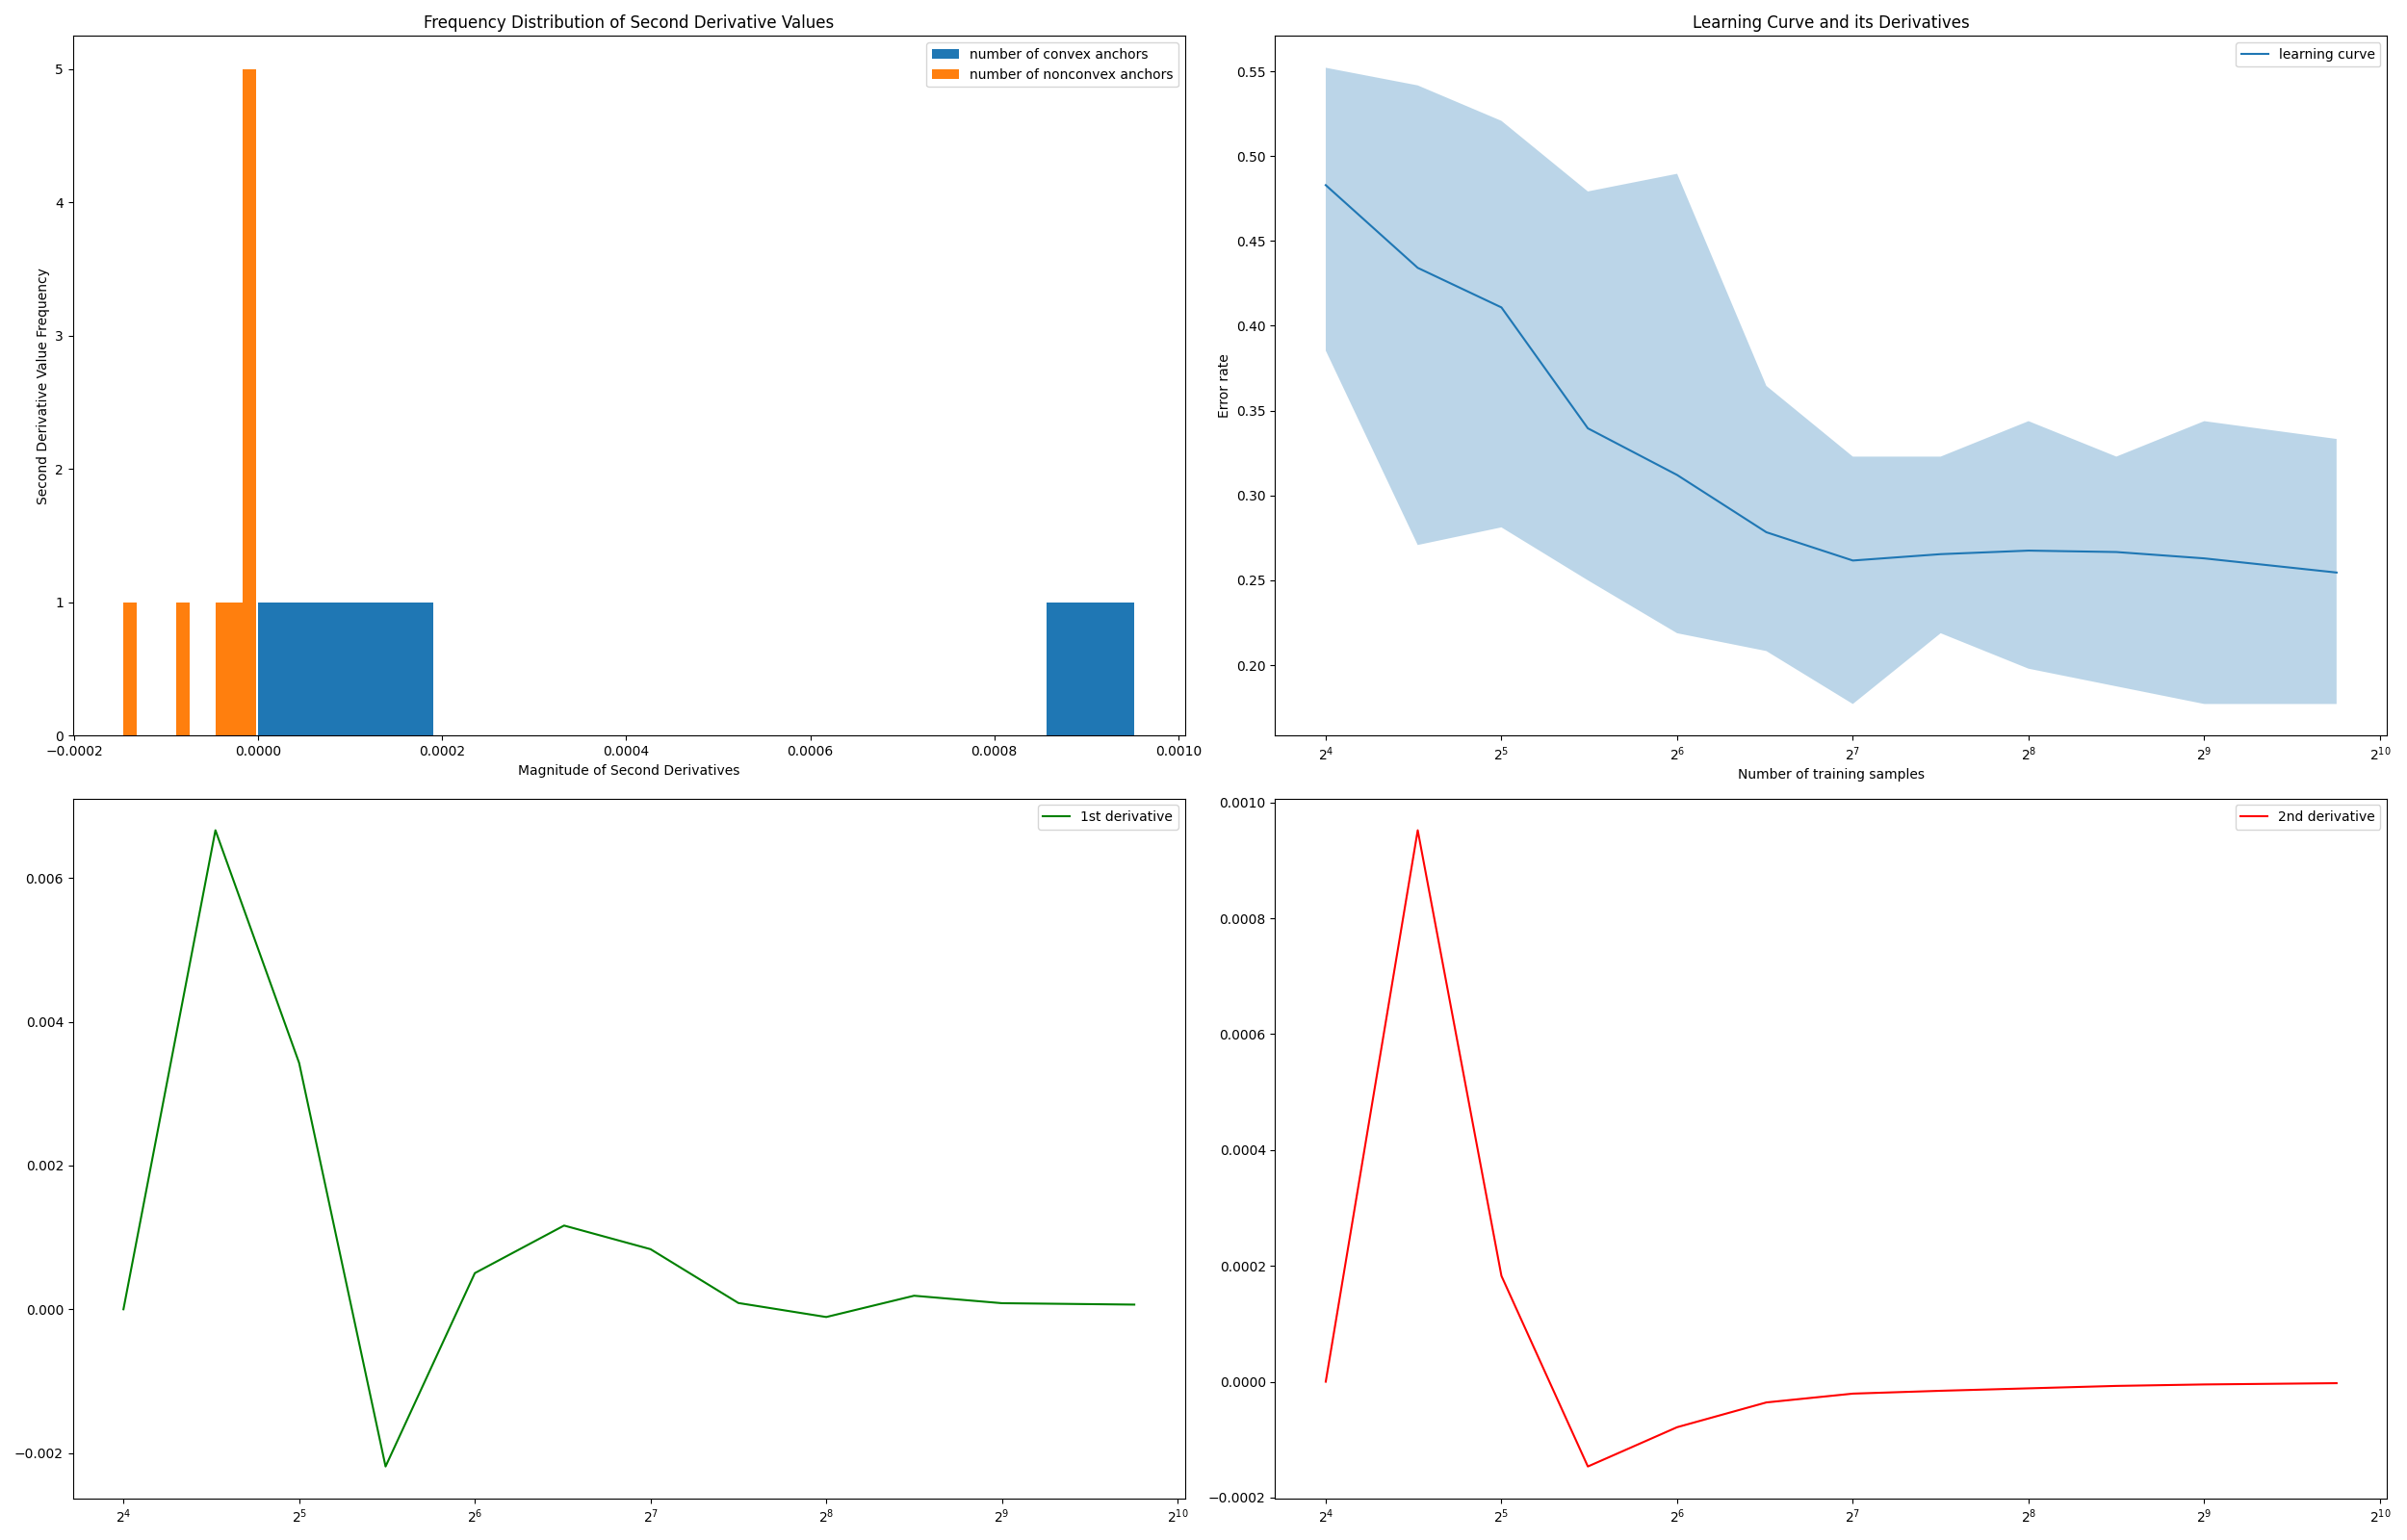 Frequency Distribution of Second Derivative Values
number of convex anchors
number of nonconvex anchors
5
4
3
2
1
0
Second Derivative Value Frequency
−0.0002 0.0000 0.0002 0.0004 0.0006 0.0008 0.0010
Magnitude of Second Derivatives
Learning Curve and its Derivatives
learning curve
0.55
0.50
0.45
0.40
0.35
0.30
0.25
0.20
Error rate
2⁴ 2⁵ 2⁶ 2⁷ 2⁸ 2⁹ 2¹⁰
Number of training samples
1st derivative
0.006
0.004
0.002
0.000
−0.002
2⁴ 2⁵ 2⁶ 2⁷ 2⁸ 2⁹ 2¹⁰
2nd derivative
0.0010
0.0008
0.0006
0.0004
0.0002
0.0000
−0.0002
2⁴ 2⁵ 2⁶ 2⁷ 2⁸ 2⁹ 2¹⁰